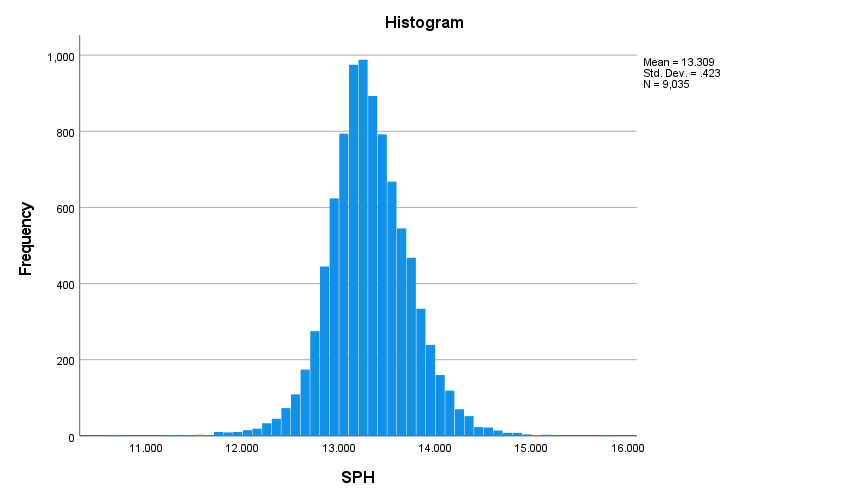 Histogram
Mean = 13.309
Std. Dev. = .423
N = 9,035
1,000
800
600
400
200
0
Frequency
11.000 12.000 13.000 14.000 15.000 16.000
SPH